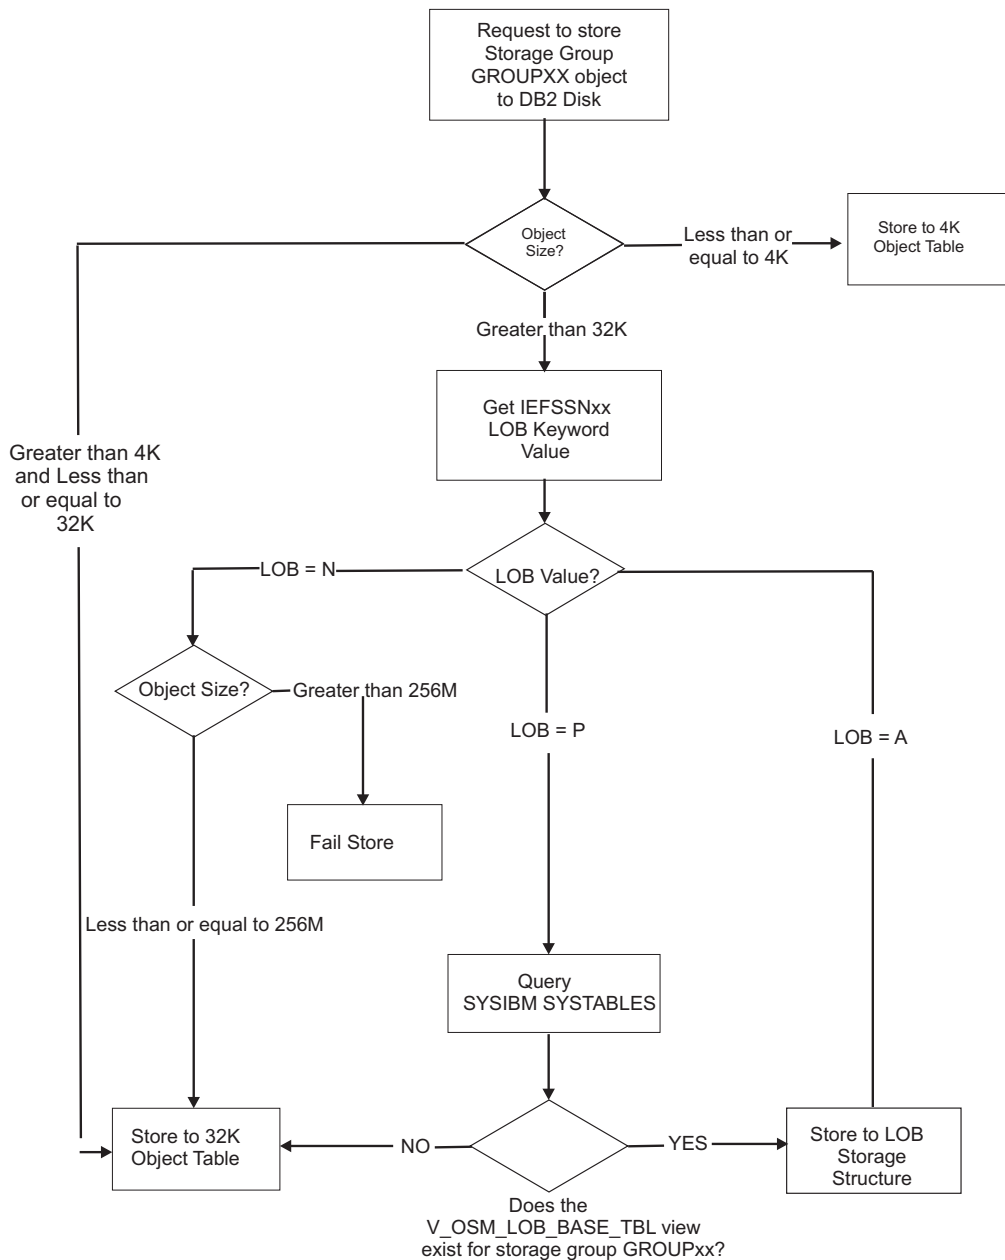 Request to store
Storage Group
GROUPXX object
to DB2 Disk
Object
Size?
Less than or
equal to 4K
Store to 4K
Object Table
Greater than 32K
Get IEFSSNxx
LOB Keyword
Value
Greater than 4K
and Less than
or equal to
32K
LOB = N
LOB Value?
Object Size?
Greater than 256M
LOB = P
LOB = A
Fail Store
Less than or equal to 256M
Query
SYSIBM SYSTABLES
Store to 32K
Object Table
NO
YES
Store to LOB
Storage
Structure
Does the
V_OSM_LOB_BASE_TBL view
exist for storage group GROUPxx?